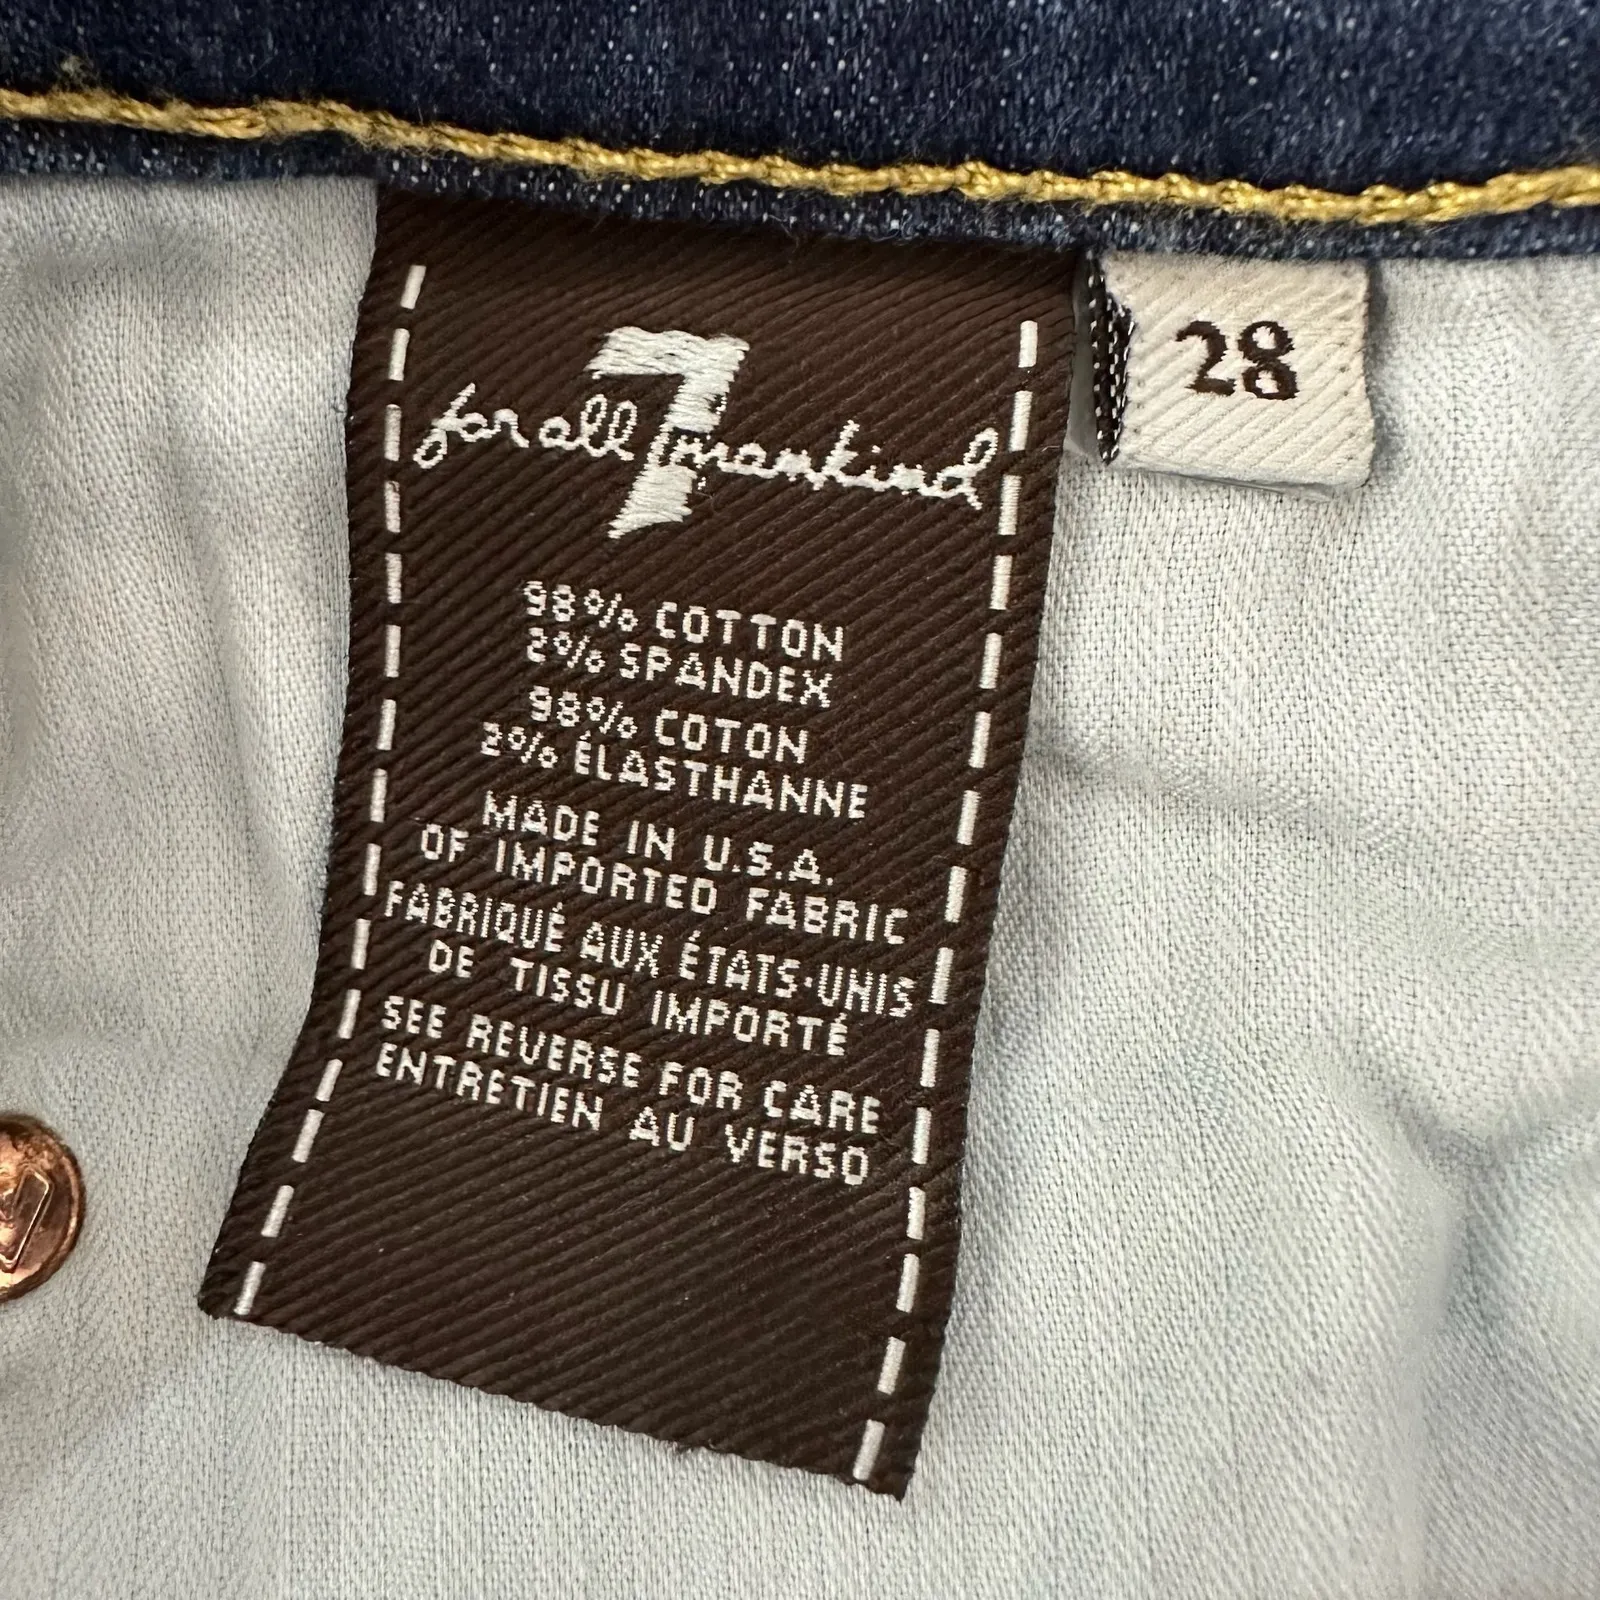 for all 7 mankind
28
98% COTTON
2% SPANDEX
98% COTON
2% ÉLASTHANNE
MADE IN U.S.A.
OF IMPORTED FABRIC
FABRIQUÉ AUX ÉTATS-UNIS
DE TISSU IMPORTÉ
SEE REVERSE FOR CARE
ENTRETIEN AU VERSO